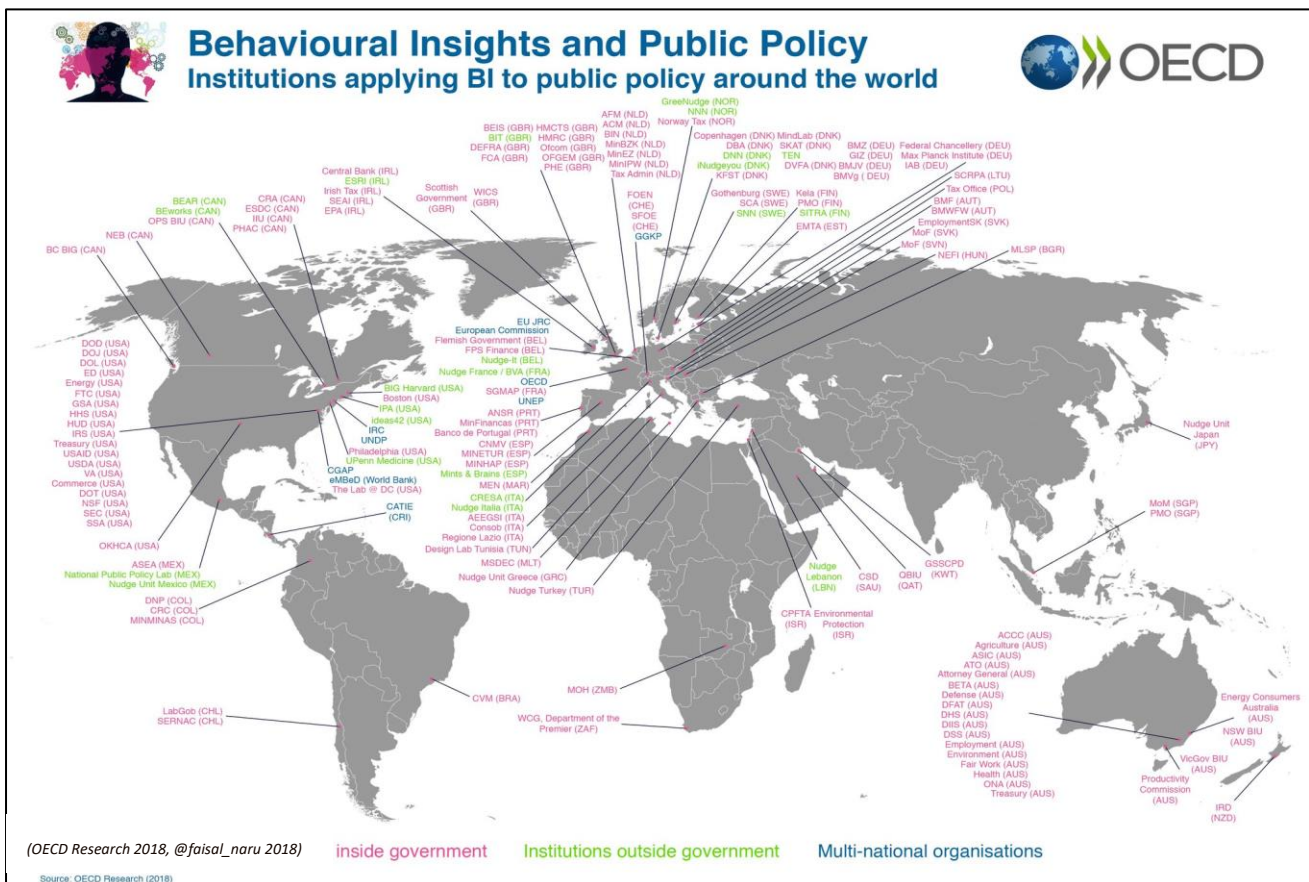 Behavioural Insights and Public Policy
Institutions applying BI to public policy around the world
OECD
GreeNudge (NOR)
NNN (NOR)
Norway Tax (NOR)
AFM (NLD)
ACM (NLD)
BIN (NLD)
MinBZK (NLD)
MinEZ (NLD)
MinIPW (NLD)
Tax Admin (NLD)
BEIS (GBR)
BIT (GBR)
DEFRA (GBR)
FCA (GBR)
HMCTS (GBR)
HMRC (GBR)
Ofcom (GBR)
OFGEM (GBR)
PHE (GBR)
Copenhagen (DNK)
DBA (DNK)
DNN (DNK)
iNudgeyou (DNK)
KFST (DNK)
MindLab (DNK)
SKAT (DNK)
TEN
DVFA (DNK)
BMZ (DEU)
GIZ (DEU)
BMJV (DEU)
BMVg ( DEU)
Federal Chancellery (DEU)
Max Planck Institute (DEU)
IAB (DEU)
SCRPA (LTU)
Tax Office (POL)
BMF (AUT)
BMWFW (AUT)
EmploymentSK (SVK)
MoF (SVK)
MoF (SVN)
NEFI (HUN)
MLSP (BGR)
Central Bank (IRL)
ESRI (IRL)
Irish Tax (IRL)
SEAI (IRL)
EPA (IRL)
Scottish
Government
(GBR)
WICS
(GBR)
FOEN
(CHE)
SFOE
(CHE)
GGKP
Gothenburg (SWE)
SCA (SWE)
SNN (SWE)
Kela (FIN)
PMO (FIN)
SITRA (FIN)
EMTA (EST)
BEAR (CAN)
BEworks (CAN)
OPS BIU (CAN)
CRA (CAN)
ESDC (CAN)
IIU (CAN)
PHAC (CAN)
NEB (CAN)
BC BIG (CAN)
DOD (USA)
DOJ (USA)
DOL (USA)
ED (USA)
Energy (USA)
FTC (USA)
GSA (USA)
HHS (USA)
HUD (USA)
IRS (USA)
Treasury (USA)
USAID (USA)
USDA (USA)
VA (USA)
Commerce (USA)
DOT (USA)
NSF (USA)
SEC (USA)
SSA (USA)
OKHCA (USA)
BIG Harvard (USA)
Boston (USA)
IPA (USA)
ideas42 (USA)
IRC
UNDP
Philadelphia (USA)
UPenn Medicine (USA)
CGAP
eMBeD (World Bank)
The Lab @ DC (USA)
CATIE
(CRI)
ASEA (MEX)
National Public Policy Lab (MEX)
Nudge Unit Mexico (MEX)
DNP (COL)
CRC (COL)
MINMINAS (COL)
LabGob (CHL)
SERNAC (CHL)
CVM (BRA)
EU JRC
European Commission
Flemish Government (BEL)
FPS Finance (BEL)
Nudge-It (BEL)
Nudge France / BVA (FRA)
OECD
SGMAP (FRA)
UNEP
ANSR (PRT)
MinFinancas (PRT)
Banco de Portugal (PRT)
CNMV (ESP)
MINETUR (ESP)
MINHAP (ESP)
Mints & Brains (ESP)
MEN (MAR)
CRESA (ITA)
Nudge Italia (ITA)
AEEGSI (ITA)
Consob (ITA)
Regione Lazio (ITA)
Design Lab Tunisia (TUN)
MSDEC (MLT)
Nudge Unit Greece (GRC)
Nudge Turkey (TUR)
Nudge
Lebanon
(LBN)
CSD
(SAU)
QBIU
(QAT)
GSSCPD
(KWT)
CPFTA
(ISR)
Environmental
Protection
(ISR)
MOH (ZMB)
WCG, Department of the
Premier (ZAF)
Nudge Unit
Japan
(JPY)
MoM (SGP)
PMO (SGP)
ACCC (AUS)
Agriculture (AUS)
ASIC (AUS)
ATO (AUS)
Attorney General (AUS)
BETA (AUS)
Defense (AUS)
DFAT (AUS)
DHS (AUS)
DIIS (AUS)
DSS (AUS)
Employment (AUS)
Environment (AUS)
Fair Work (AUS)
Health (AUS)
ONA (AUS)
Treasury (AUS)
Energy Consumers
Australia
(AUS)
NSW BIU
(AUS)
VicGov BIU
(AUS)
Productivity
Commission
(AUS)
IRD
(NZD)
(OECD Research 2018, @faisal_naru 2018)
inside government
Institutions outside government
Multi-national organisations
Source: OECD Research (2018)